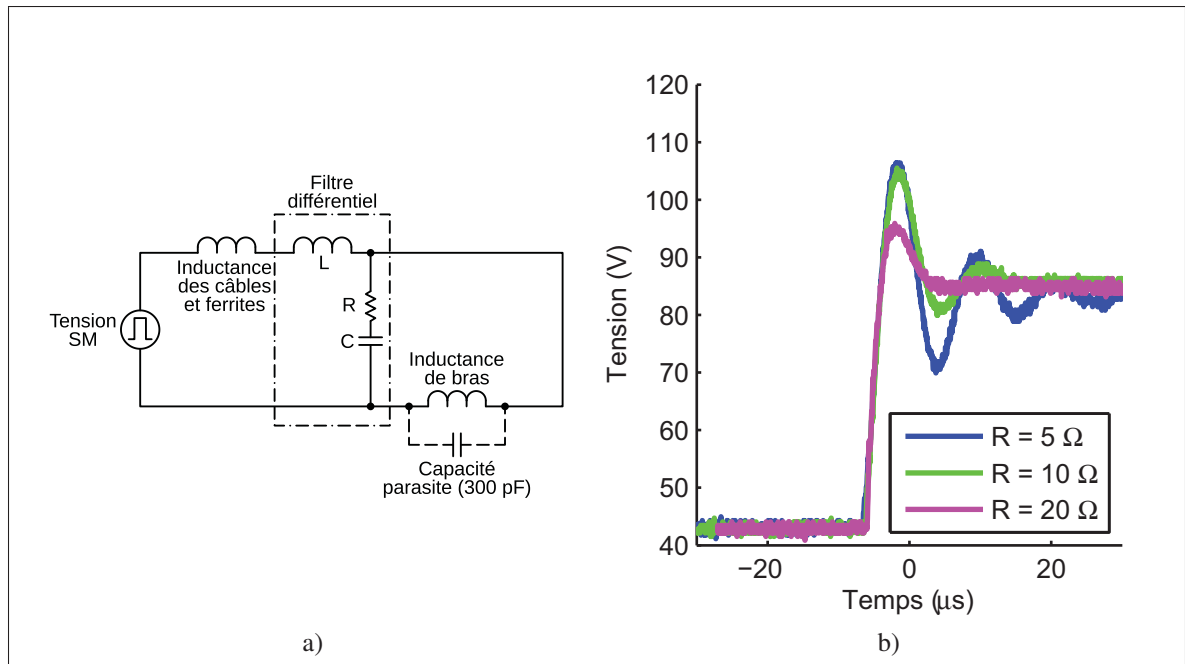 Filtre
différentiel
Inductance
des câbles
et ferrites
L
R
C
Tension
SM
Inductance
de bras
Capacité
parasite (300 pF)
a)
120
110
100
90
80
70
60
50
40
Tension (V)
−20
0
20
Temps (μs)
R = 5 Ω
R = 10 Ω
R = 20 Ω
b)